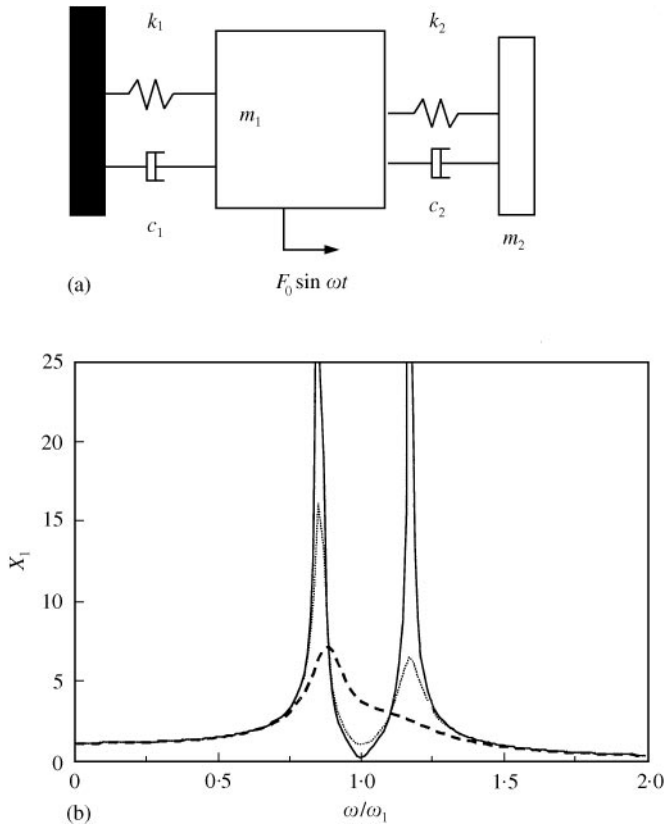 k₁
k₂
m₁
c₁
c₂
m₂
F₀ sin ωt
(a)
25
20
15
10
5
0
X₁
0
0·5
1·0
1·5
2·0
ω/ω₁
(b)